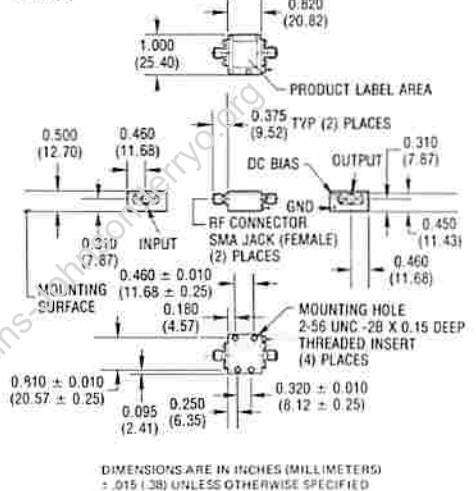 0.820
(20.82)
1.000
(25.40)
PRODUCT LABEL AREA
0.375
(9.52)
TYP (2) PLACES
0.500
(12.70)
0.460
(11.68)
0.310
(7.87)
DC BIAS
OUTPUT
GND
0.450
(11.43)
0.310
(7.87)
INPUT
RF CONNECTOR
SMA JACK (FEMALE)
(2) PLACES
0.460
(11.68)
MOUNTING
SURFACE
0.460 ± 0.010
(11.68 ± 0.25)
0.180
(4.57)
MOUNTING HOLE
2-56 UNC -2B X 0.15 DEEP
THREADED INSERT
(4) PLACES
0.810 ± 0.010
(20.57 ± 0.25)
0.095
(2.41)
0.250
(6.35)
0.320 ± 0.010
(8.12 ± 0.25)
DIMENSIONS ARE IN INCHES (MILLIMETERS)
± .015 (.38) UNLESS OTHERWISE SPECIFIED